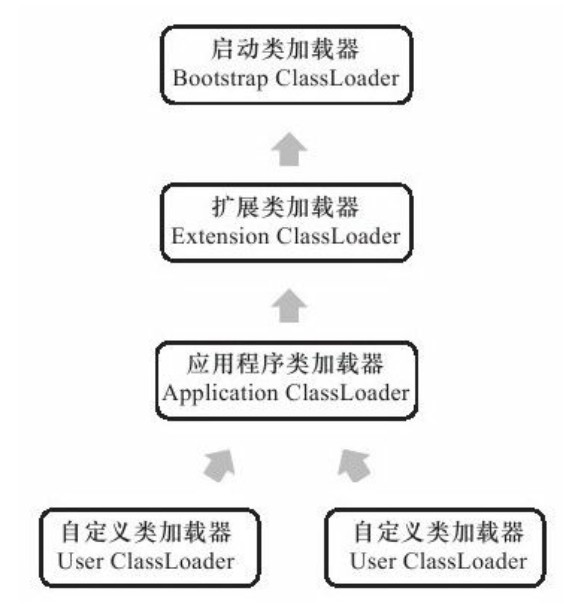 启动类加载器
Bootstrap ClassLoader
扩展类加载器
Extension ClassLoader
应用程序类加载器
Application ClassLoader
自定义类加载器
User ClassLoader
自定义类加载器
User ClassLoader